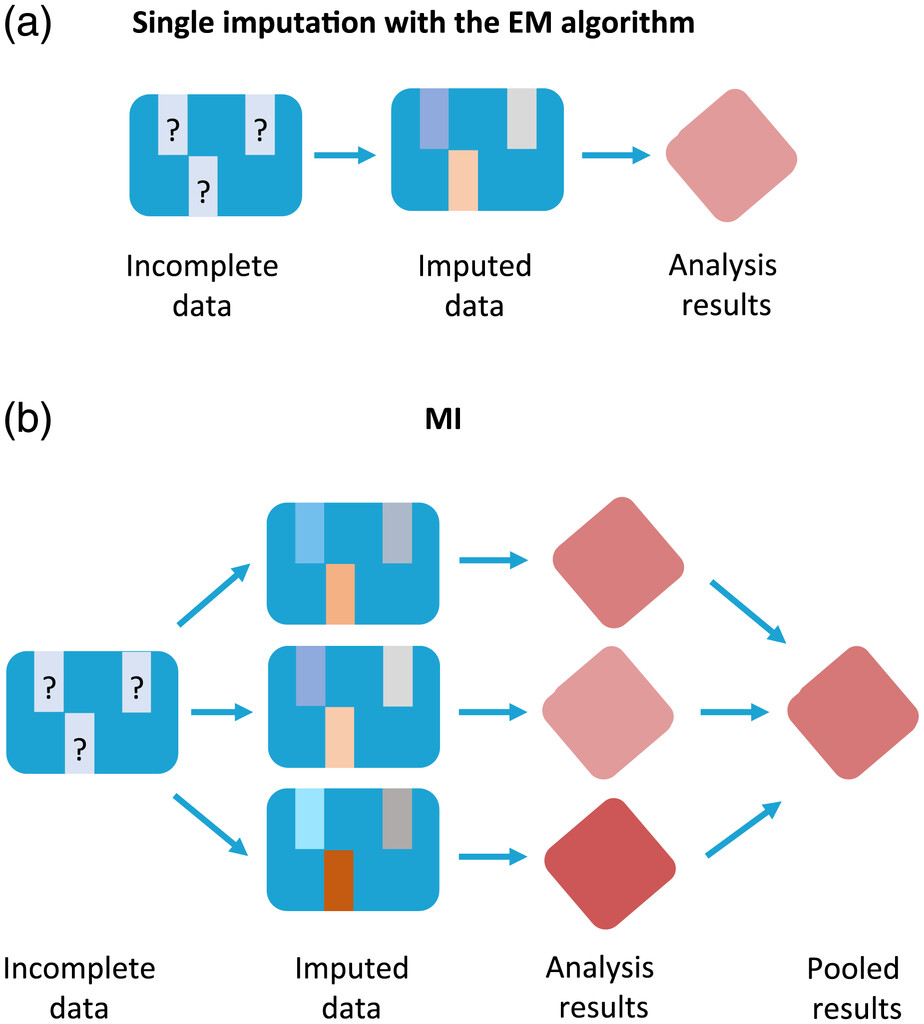 (a)
Single imputation with the EM algorithm
? ?
?
Incomplete
data
Imputed
data
Analysis
results
(b)
MI
? ?
?
Incomplete
data
Imputed
data
Analysis
results
Pooled
results